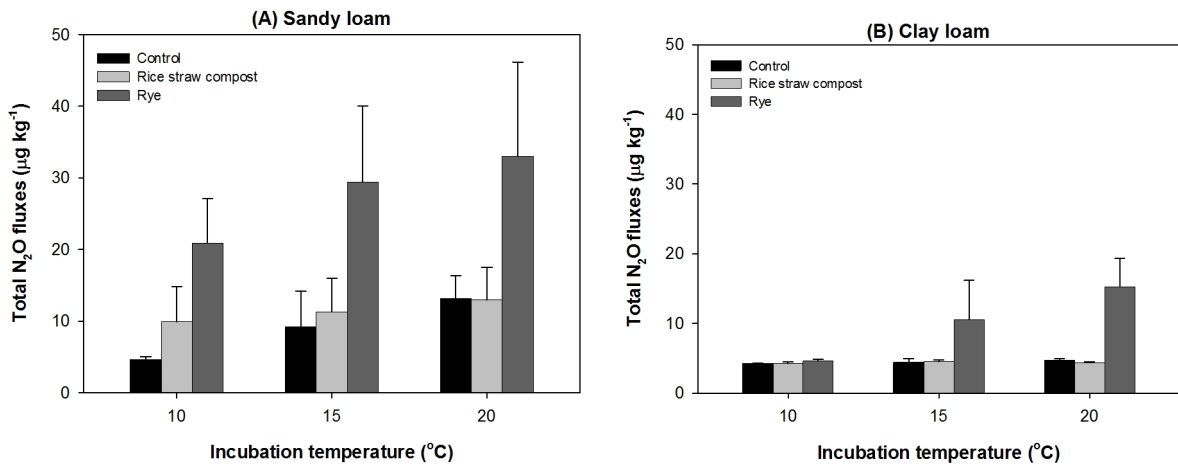 (A) Sandy loam
50
40
30
20
10
0
Total N₂O fluxes (μg kg⁻¹)
Control
Rice straw compost
Rye
10 15 20
Incubation temperature (°C)
(B) Clay loam
50
40
30
20
10
0
Total N₂O fluxes (μg kg⁻¹)
Control
Rice straw compost
Rye
10 15 20
Incubation temperature (°C)